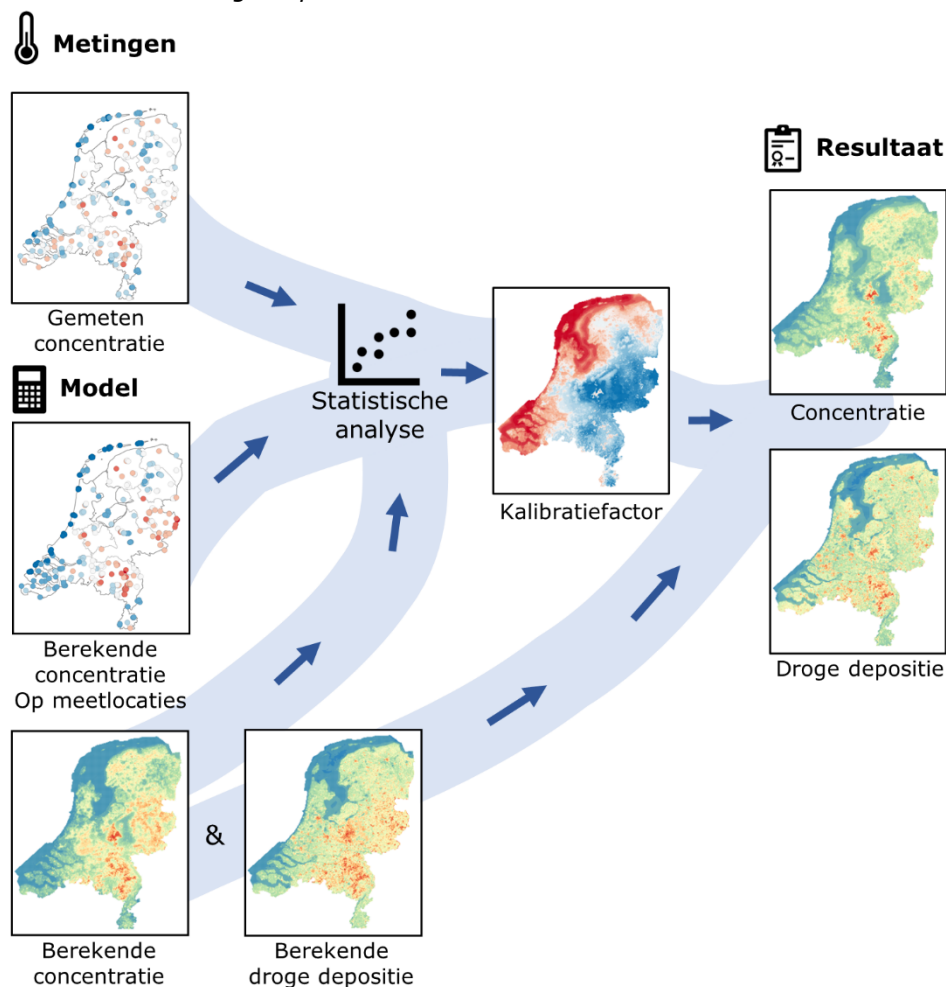 Metingen
Gemeten
concentratie
Model
Berekende
concentratie
Op meetlocaties
Berekende
concentratie
&
Berekende
droge depositie
Statistische
analyse
Kalibratiefactor
Resultaat
Concentratie
Droge depositie